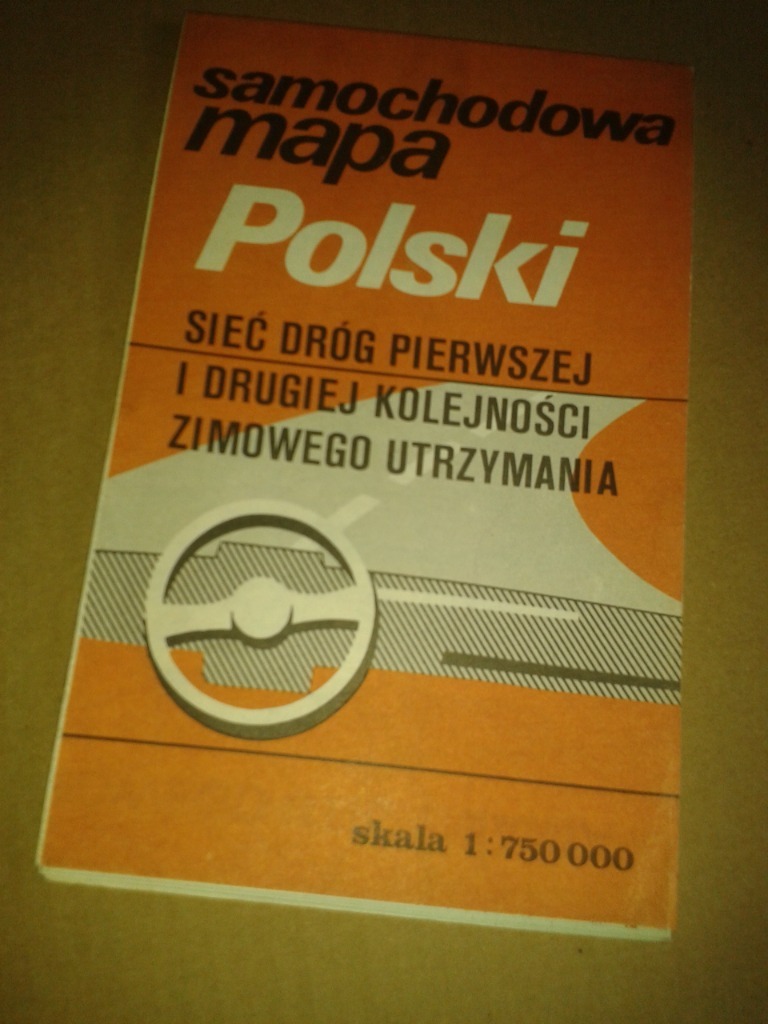 samochodowa
mapa
Polski
SIEĆ DRÓG PIERWSZEJ
I DRUGIEJ KOLEJNOŚCI
ZIMOWEGO UTRZYMANIA
skala 1:750 000